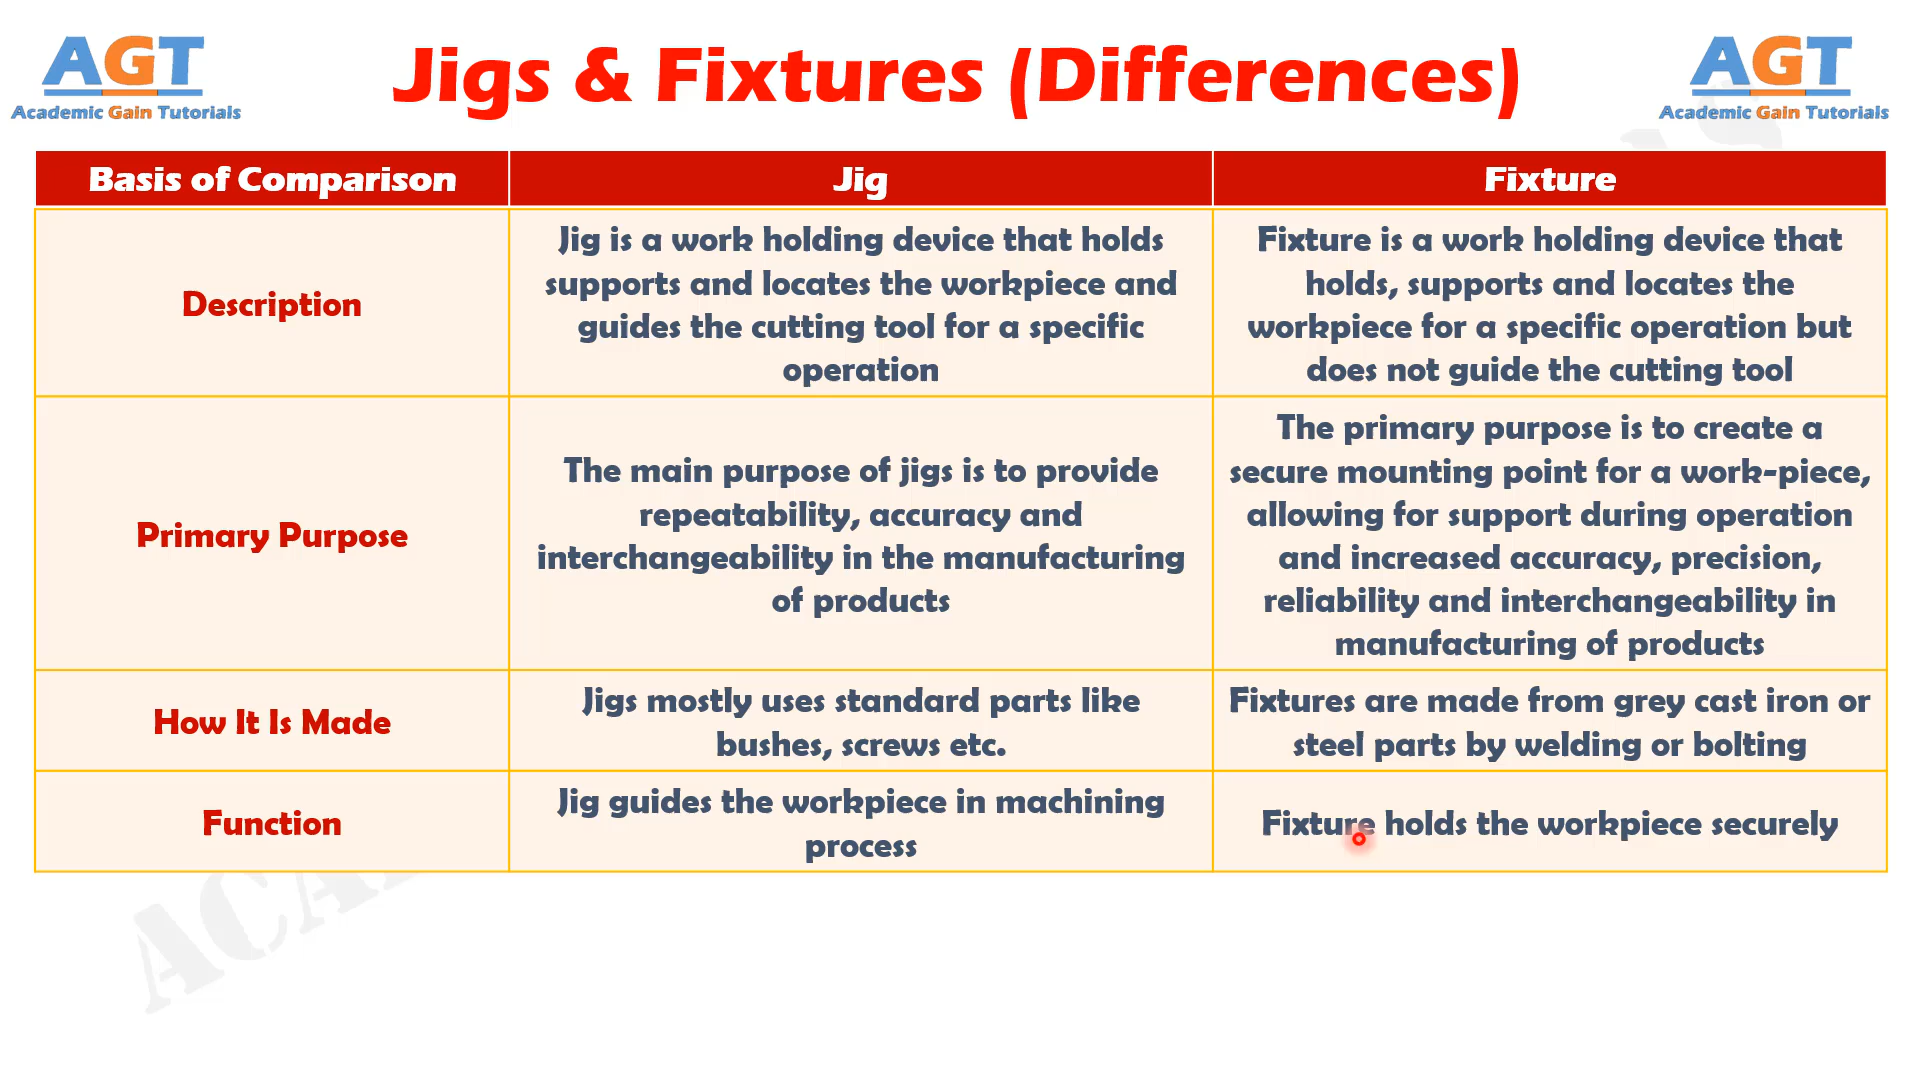 AGT
Academic Gain Tutorials
Jigs & Fixtures (Differences)
AGT
Academic Gain Tutorials
Basis of Comparison
Jig
Fixture
Description
Jig is a work holding device that holds
supports and locates the workpiece and
guides the cutting tool for a specific
operation
Fixture is a work holding device that
holds, supports and locates the
workpiece for a specific operation but
does not guide the cutting tool
Primary Purpose
The main purpose of jigs is to provide
repeatability, accuracy and
interchangeability in the manufacturing
of products
The primary purpose is to create a
secure mounting point for a work-piece,
allowing for support during operation
and increased accuracy, precision,
reliability and interchangeability in
manufacturing of products
How It Is Made
Jigs mostly uses standard parts like
bushes, screws etc.
Fixtures are made from grey cast iron or
steel parts by welding or bolting
Function
Jig guides the workpiece in machining
process
Fixture holds the workpiece securely